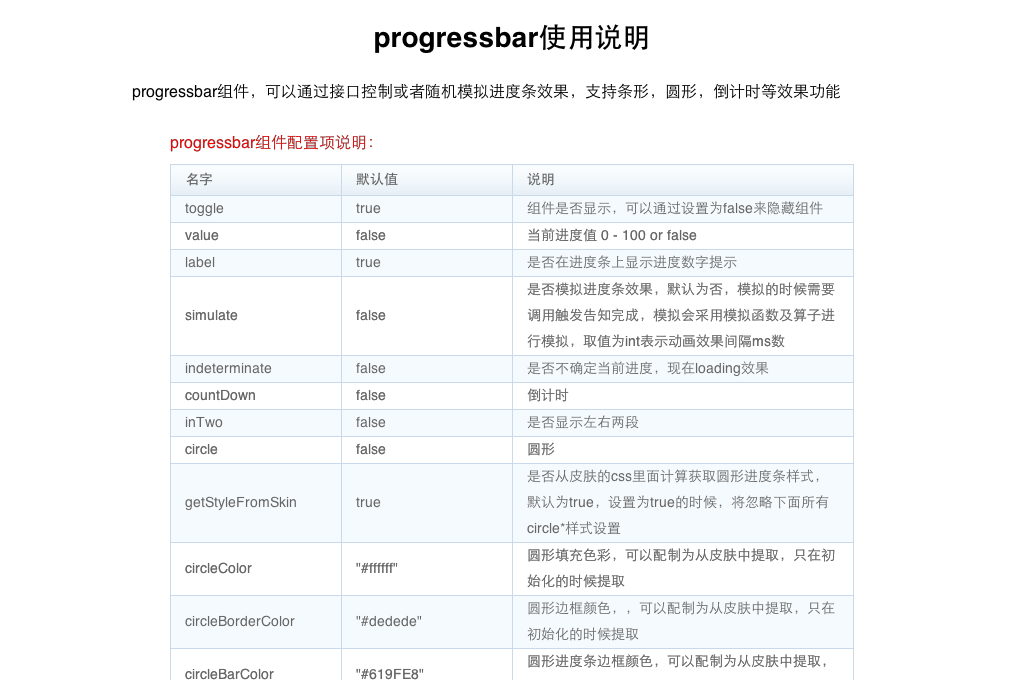 progressbar使用说明
progressbar组件，可以通过接口控制或者随机模拟进度条效果，支持条形，圆形，倒计时等效果功能
progressbar组件配置项说明：
名字 默认值 说明
toggle true 组件是否显示，可以通过设置为false来隐藏组件
value false 当前进度值 0 - 100 or false
label true 是否在进度条上显示进度数字提示
simulate false 是否模拟进度条效果，默认为否，模拟的时候需要
调用触发告知完成，模拟会采用模拟函数及算子进
行模拟，取值为int表示动画效果间隔ms数
indeterminate false 是否不确定当前进度，现在loading效果
countDown false 倒计时
inTwo false 是否显示左右两段
circle false 圆形
getStyleFromSkin true 是否从皮肤的css里面计算获取圆形进度条样式，
默认为true，设置为true的时候，将忽略下面所有
circle*样式设置
circleColor "#ffffff" 圆形填充色彩，可以配制为从皮肤中提取，只在初
始化的时候提取
circleBorderColor "#dedede" 圆形边框颜色，，可以配制为从皮肤中提取，只在
初始化的时候提取
circleBarColor "#619FE8" 圆形进度条边框颜色，可以配制为从皮肤中提取，